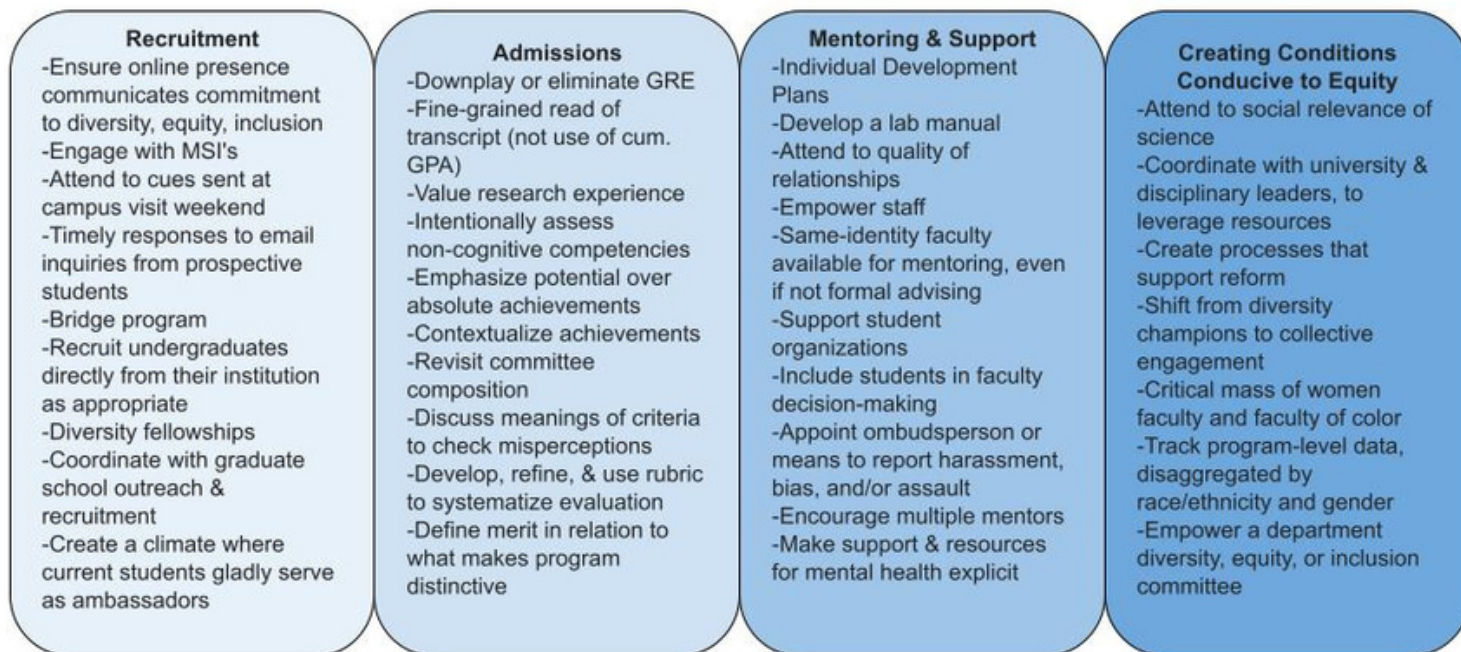 Recruitment
-Ensure online presence
communicates commitment
to diversity, equity, inclusion
-Engage with MSI's
-Attend to cues sent at
campus visit weekend
-Timely responses to email
inquiries from prospective
students
-Bridge program
-Recruit undergraduates
directly from their institution
as appropriate
-Diversity fellowships
-Coordinate with graduate
school outreach &
recruitment
-Create a climate where
current students gladly serve
as ambassadors
Admissions
-Downplay or eliminate GRE
-Fine-grained read of
transcript (not use of cum.
GPA)
-Value research experience
-Intentionally assess
non-cognitive competencies
-Emphasize potential over
absolute achievements
-Contextualize achievements
-Revisit committee
composition
-Discuss meanings of criteria
to check misperceptions
-Develop, refine, & use rubric
to systematize evaluation
-Define merit in relation to
what makes program
distinctive
Mentoring & Support
-Individual Development
Plans
-Develop a lab manual
-Attend to quality of
relationships
-Empower staff
-Same-identity faculty
available for mentoring, even
if not formal advising
-Support student
organizations
-Include students in faculty
decision-making
-Appoint ombudsperson or
means to report harassment,
bias, and/or assault
-Encourage multiple mentors
-Make support & resources
for mental health explicit
Creating Conditions
Conducive to Equity
-Attend to social relevance of
science
-Coordinate with university &
disciplinary leaders, to
leverage resources
-Create processes that
support reform
-Shift from diversity
champions to collective
engagement
-Critical mass of women
faculty and faculty of color
-Track program-level data,
disaggregated by
race/ethnicity and gender
-Empower a department
diversity, equity, or inclusion
committee